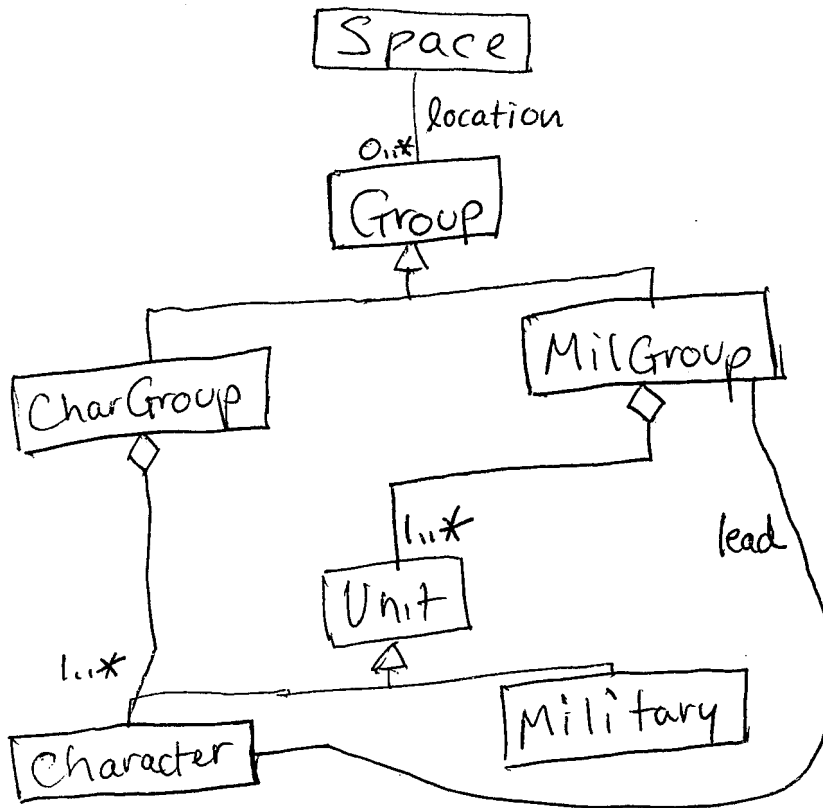 Space
location
0..*
Group
CharGroup
MilGroup
1..*
lead
Unit
1..*
Character
Military